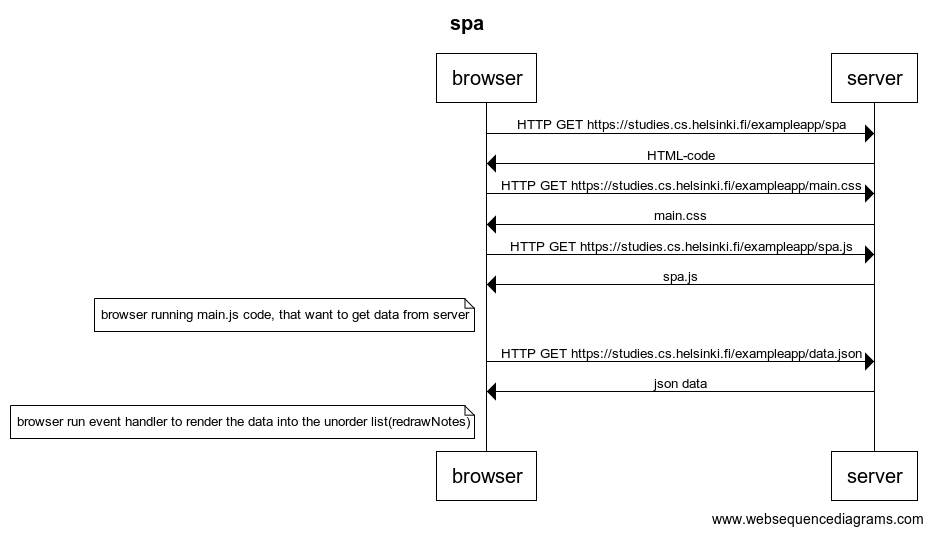 spa
browser
server
HTTP GET https://studies.cs.helsinki.fi/exampleapp/spa
HTML-code
HTTP GET https://studies.cs.helsinki.fi/exampleapp/main.css
main.css
HTTP GET https://studies.cs.helsinki.fi/exampleapp/spa.js
spa.js
browser running main.js code, that want to get data from server
HTTP GET https://studies.cs.helsinki.fi/exampleapp/data.json
json data
browser run event handler to render the data into the unorder list(redrawNotes)
browser
server
www.websequencediagrams.com